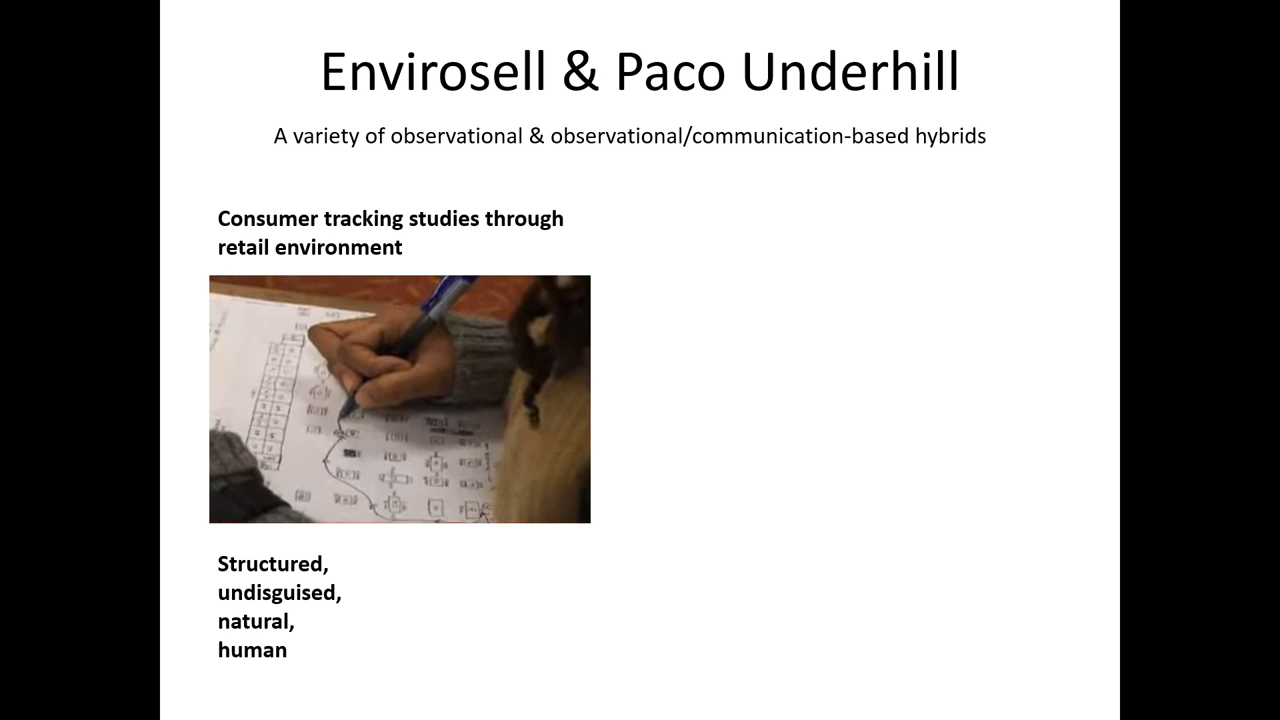 Envirosell & Paco Underhill
A variety of observational & observational/communication-based hybrids
Consumer tracking studies through
retail environment
Structured,
undisguised,
natural,
human